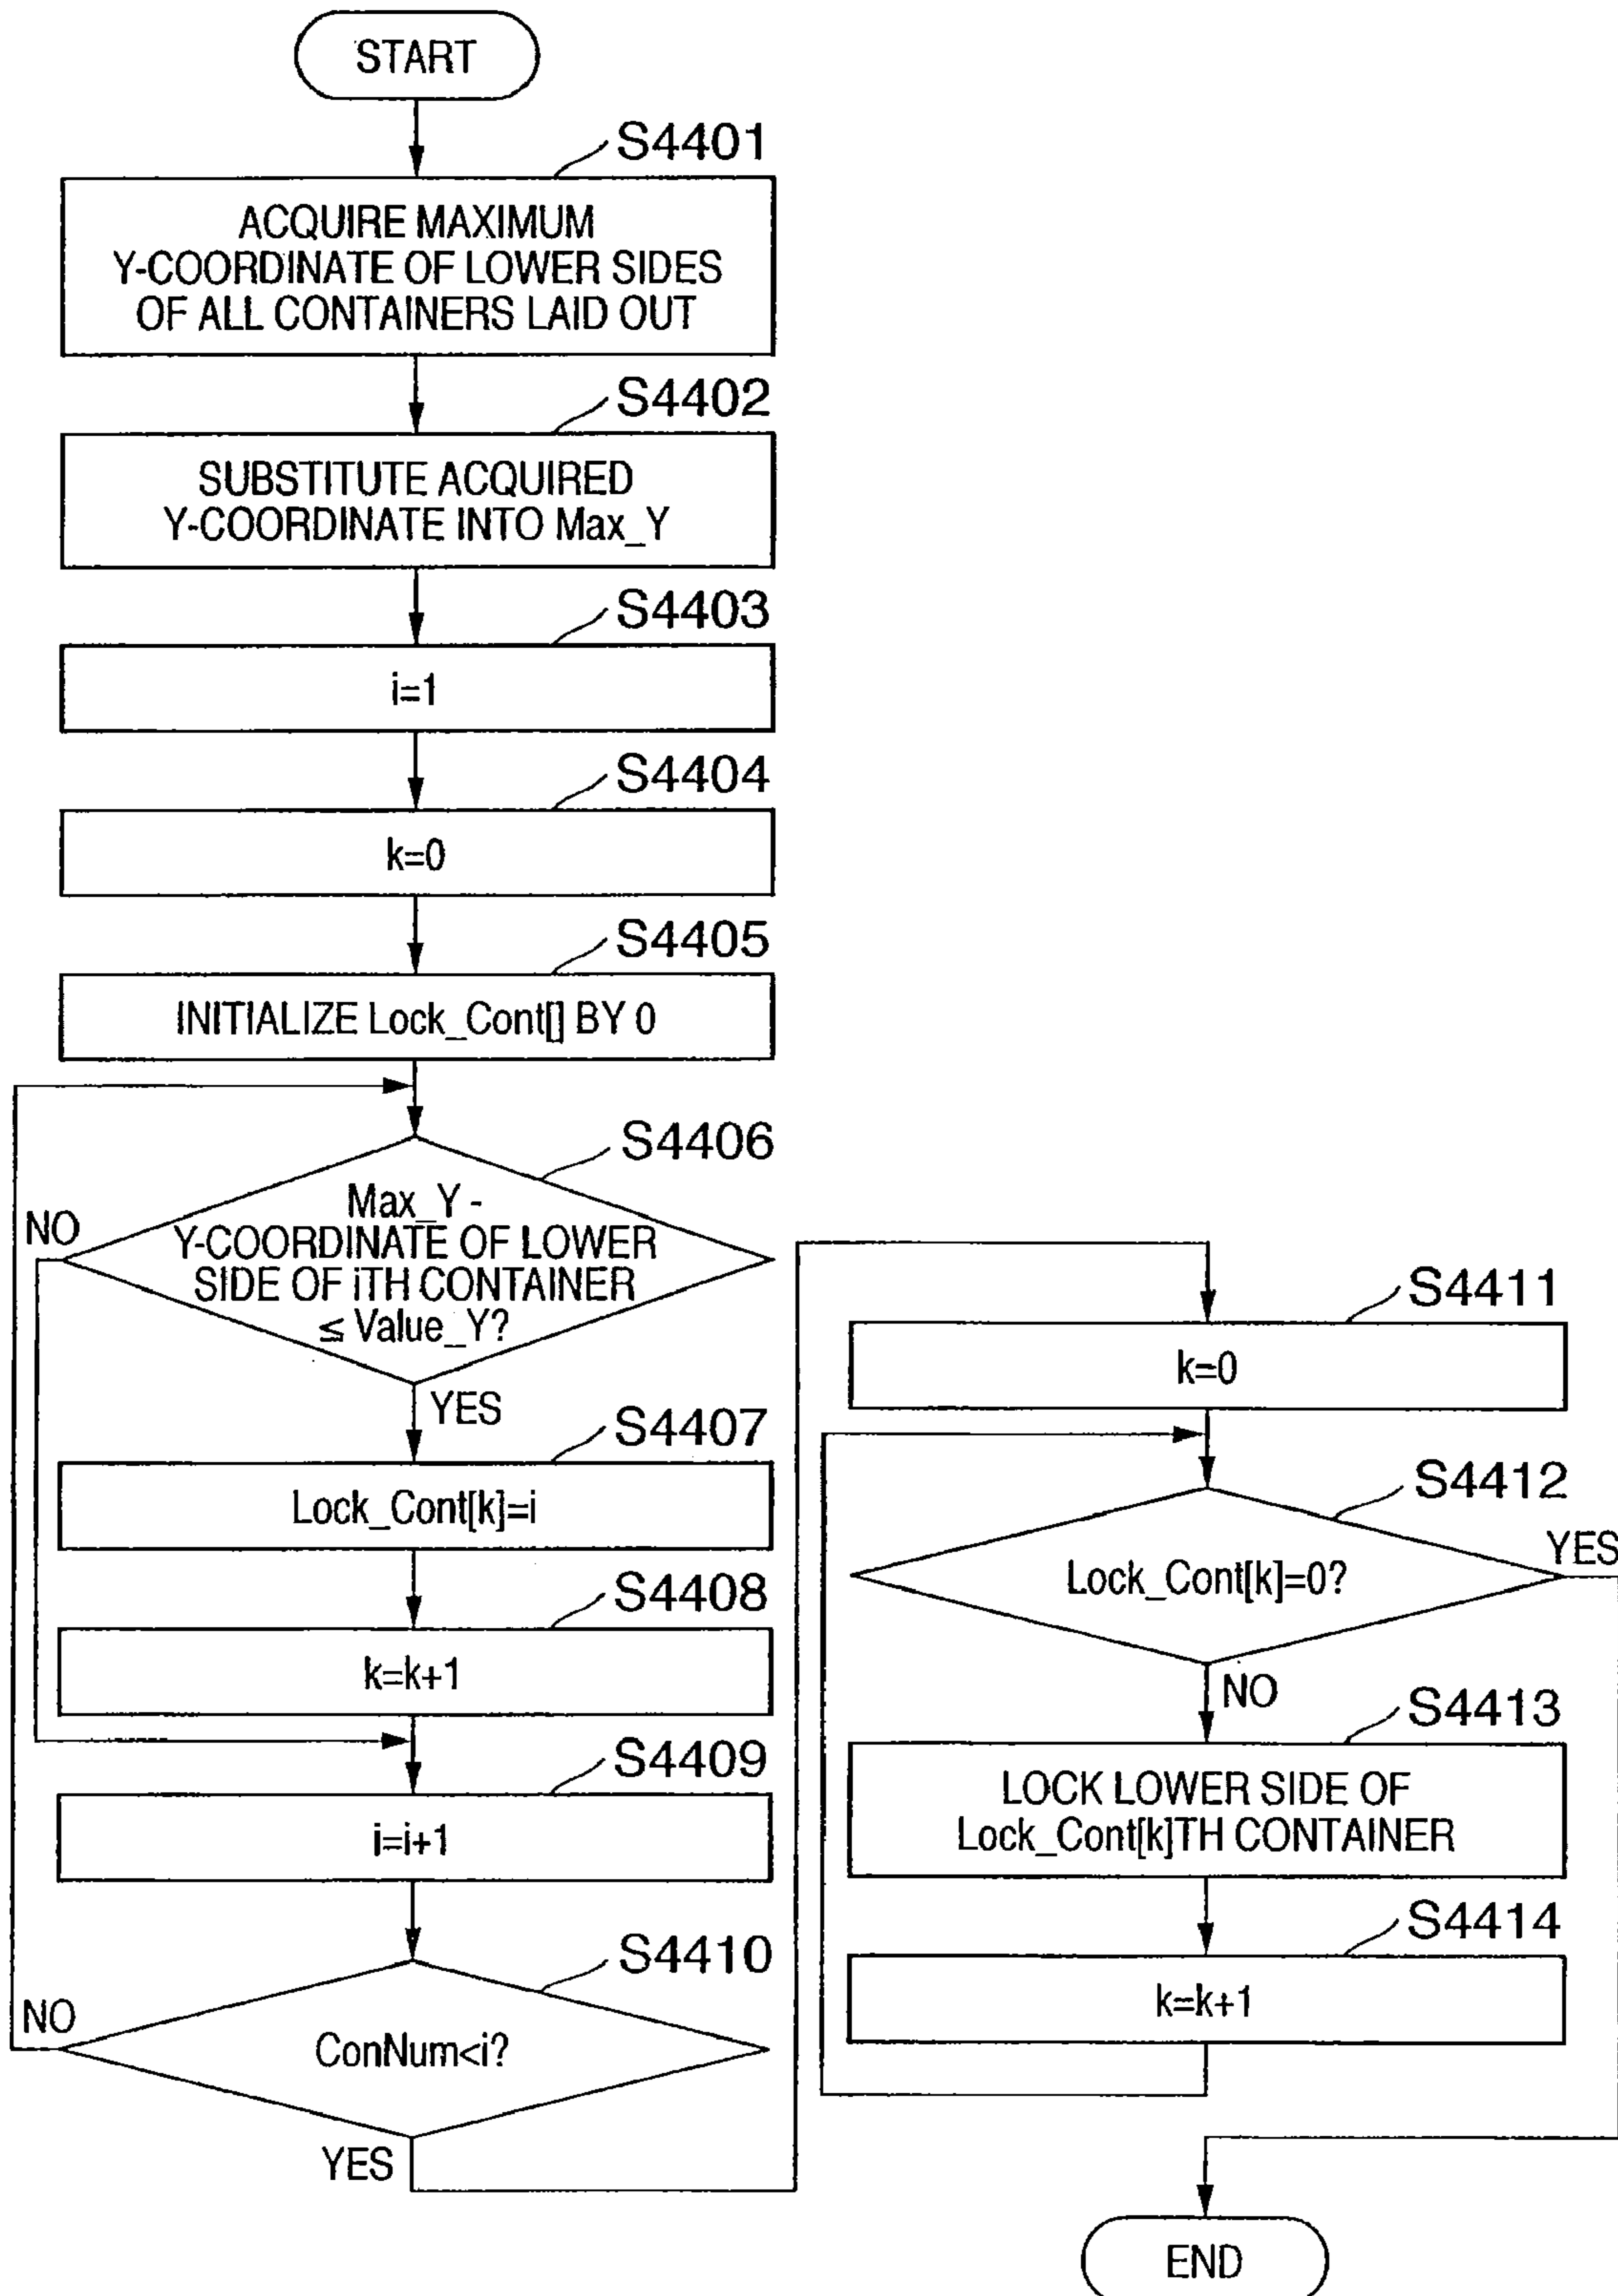 START
S4401
ACQUIRE MAXIMUM
Y-COORDINATE OF LOWER SIDES
OF ALL CONTAINERS LAID OUT
S4402
SUBSTITUTE ACQUIRED
Y-COORDINATE INTO Max_Y
S4403
i=1
S4404
k=0
S4405
INITIALIZE Lock_Cont[] BY 0
S4406
Max_Y -
Y-COORDINATE OF LOWER
SIDE OF iTH CONTAINER
≤ Value_Y?
NO
YES
S4407
Lock_Cont[k]=i
S4408
k=k+1
S4409
i=i+1
S4410
ConNum<i?
NO
YES
S4411
k=0
S4412
Lock_Cont[k]=0?
YES
NO
S4413
LOCK LOWER SIDE OF
Lock_Cont[k]TH CONTAINER
S4414
k=k+1
END